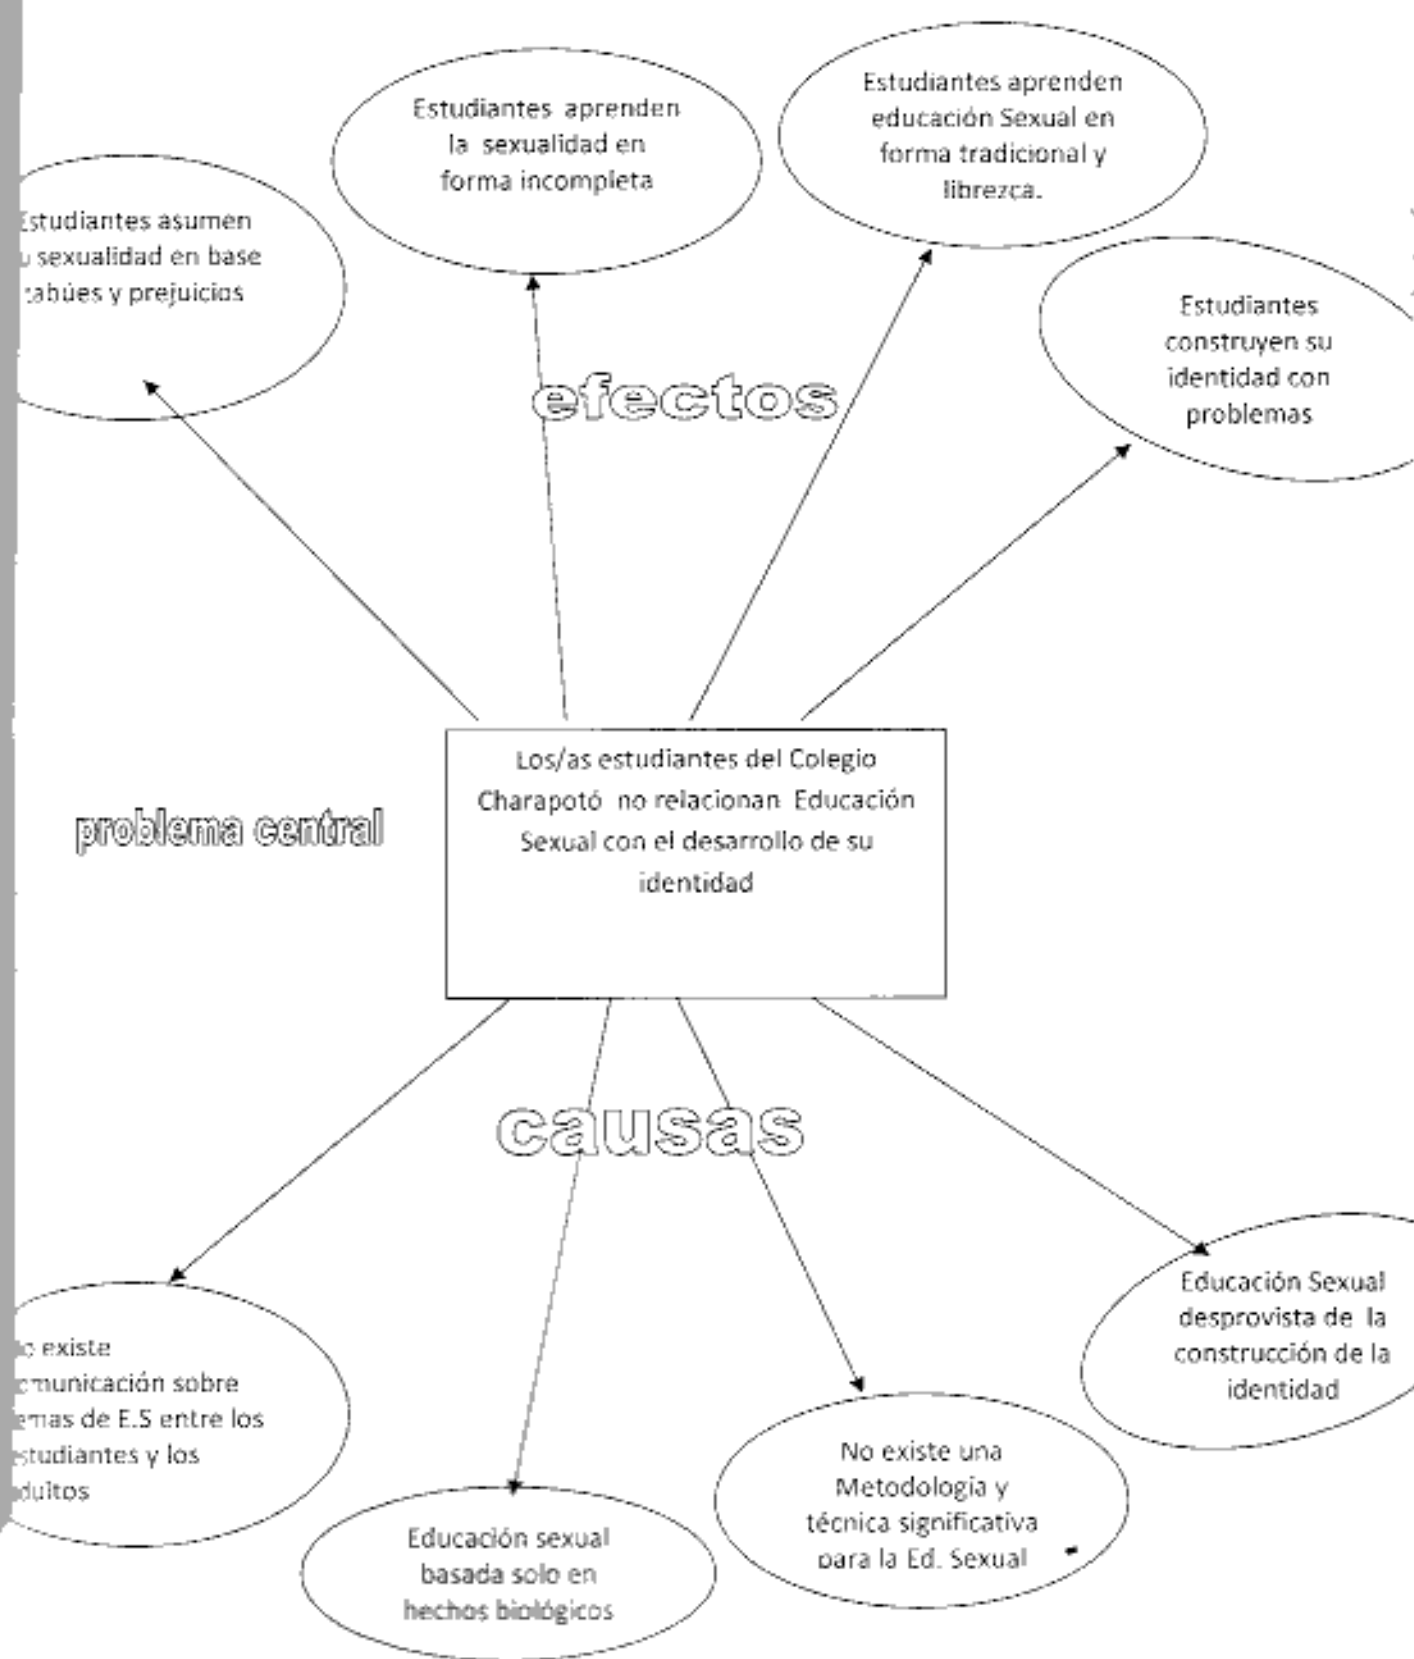 Estudiantes aprenden
la sexualidad en
forma incompleta
Estudiantes aprenden
educación Sexual en
forma tradicional y
librezca.
studiantes asumen
sexualidad en base
tabúes y prejuicios
Estudiantes
construyen su
identidad con
problemas
efectos
problema central
Los/as estudiantes del Colegio
Charapotó no relacionan Educación
Sexual con el desarrollo de su
identidad
causas
o existe
omunicación sobre
emas de E.S entre los
studiantes y los
dultos
Educación sexual
basada solo en
hechos biológicos
No existe una
Metodología y
técnica significativa
para la Ed. Sexual
Educación Sexual
desprovista de la
construcción de la
identidad